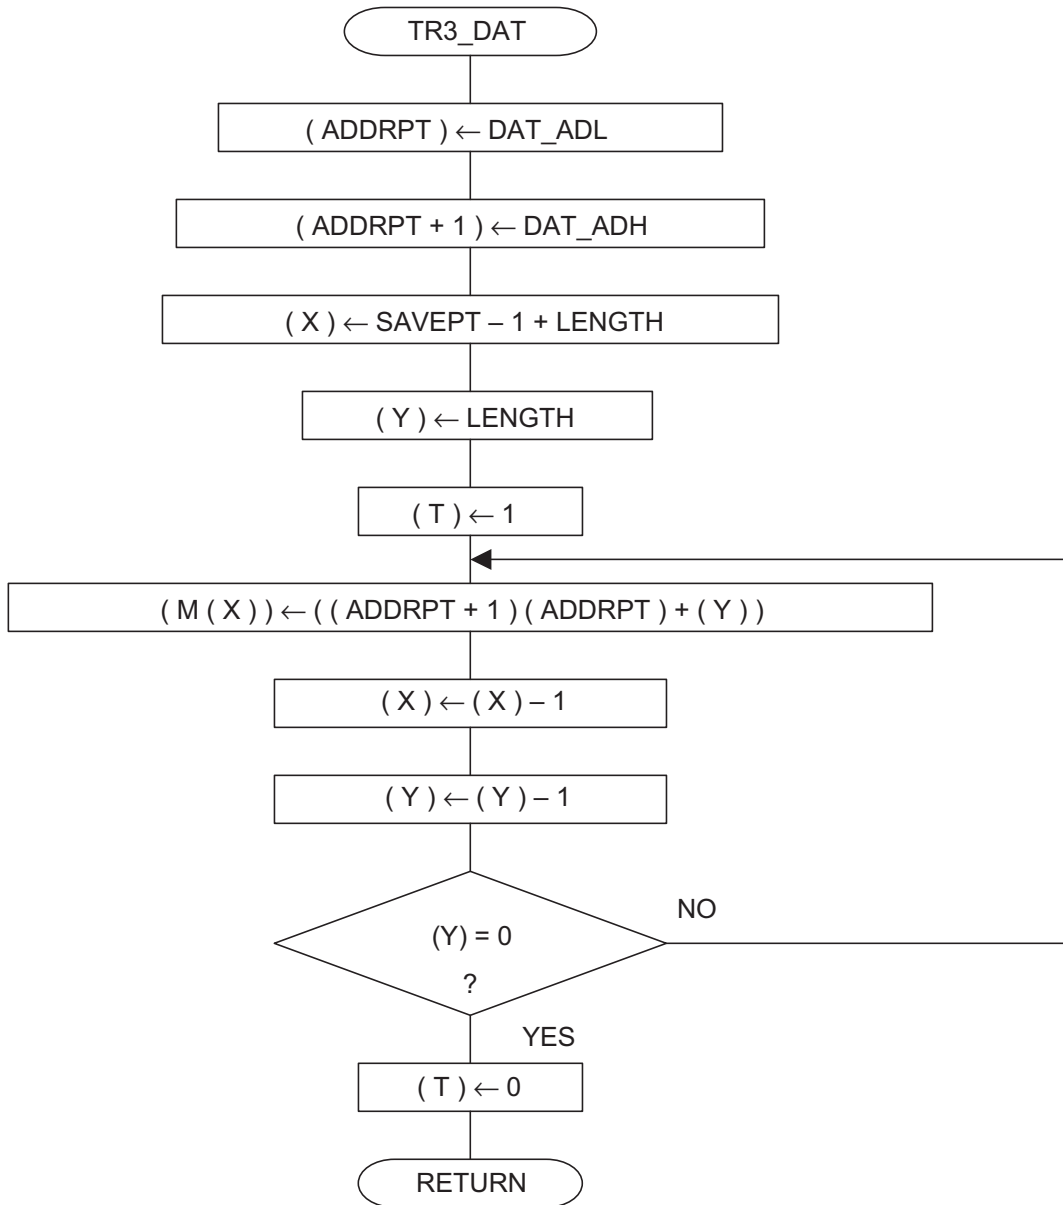 TR3_DAT
( ADDRPT ) ← DAT_ADL
( ADDRPT + 1 ) ← DAT_ADH
( X ) ← SAVEPT – 1 + LENGTH
( Y ) ← LENGTH
( T ) ← 1
( M ( X ) ) ← ( ( ADDRPT + 1 ) ( ADDRPT ) + ( Y ) )
( X ) ← ( X ) – 1
( Y ) ← ( Y ) – 1
NO
(Y) = 0
?
YES
( T ) ← 0
RETURN